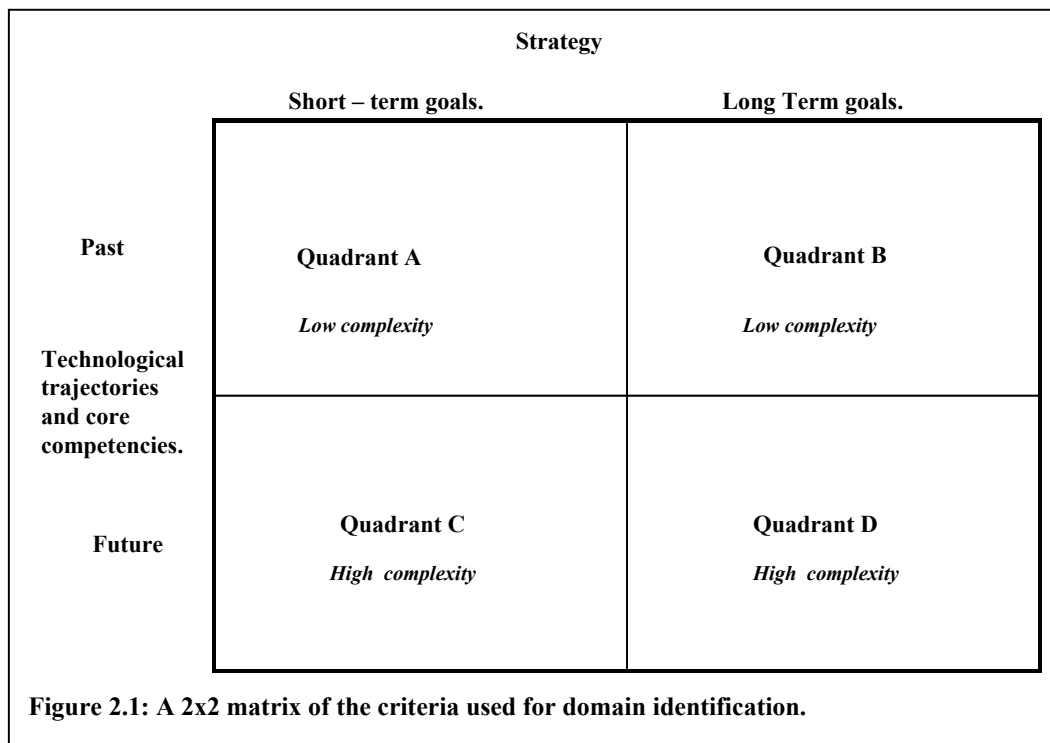 Strategy
Short – term goals. Long Term goals.
Past
Quadrant A Quadrant B
Low complexity Low complexity
Technological
trajectories
and core
competencies.
Quadrant C Quadrant D
Future
High complexity High complexity
Figure 2.1: A 2x2 matrix of the criteria used for domain identification.